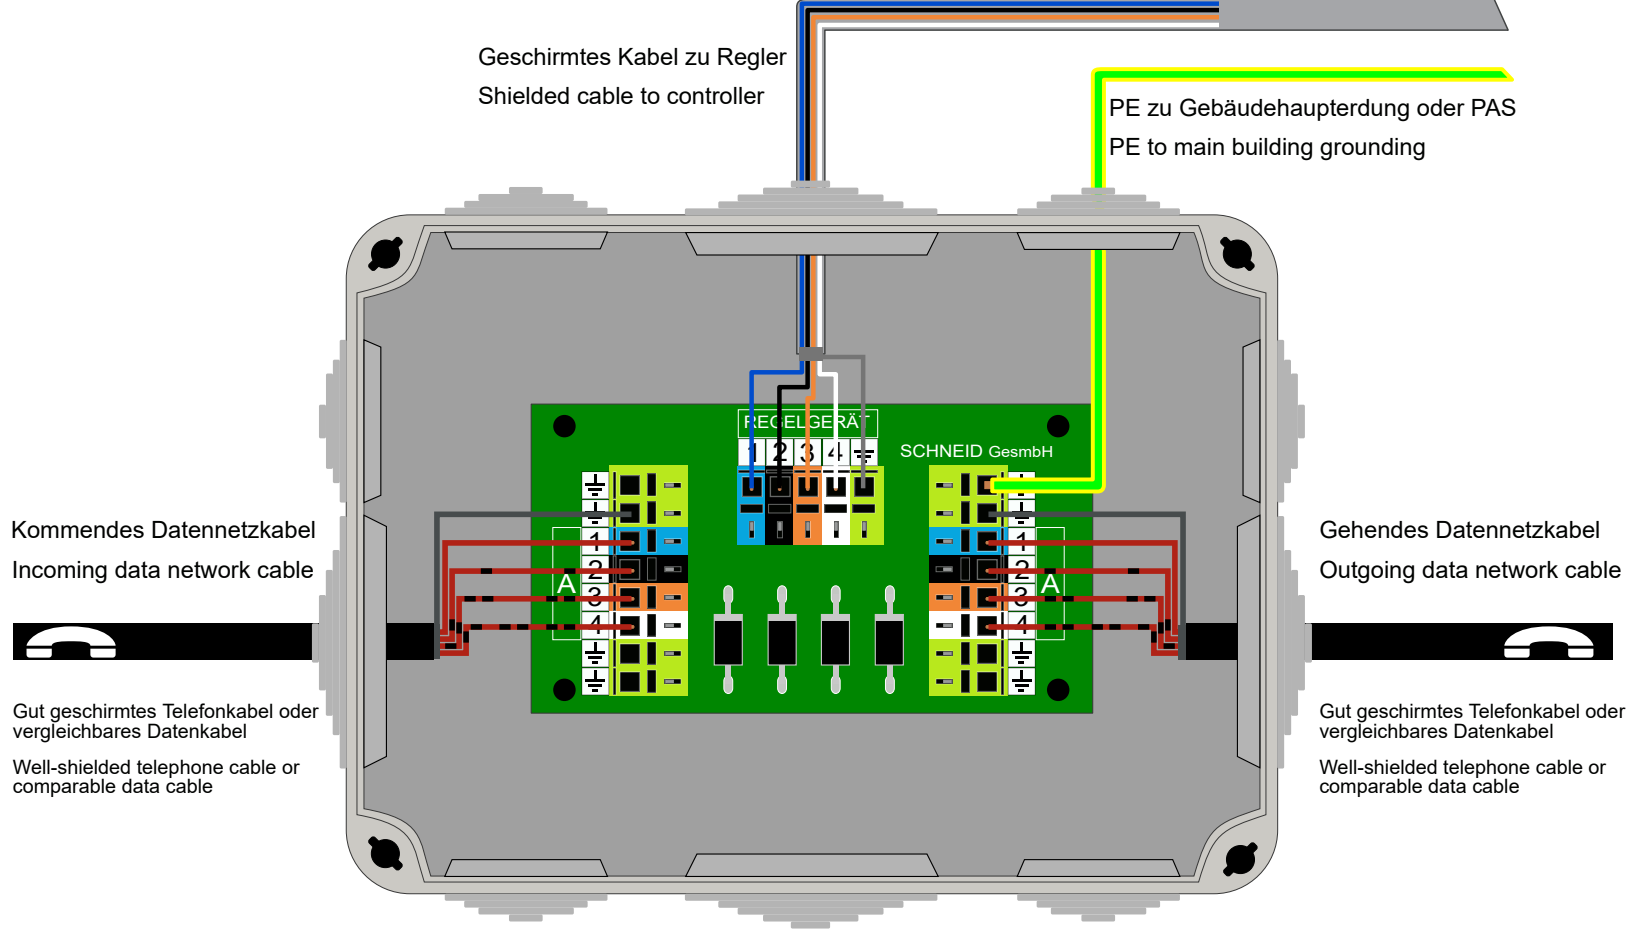 Geschirmtes Kabel zu Regler
Shielded cable to controller
PE zu Gebäudehaupterdung oder PAS
PE to main building grounding
REGELGERÄT
1 2 3 4
SCHNEID GesmbH
Kommendes Datennetzkabel
Incoming data network cable
A
1
2
3
4
A
1
2
3
4
Gehendes Datennetzkabel
Outgoing data network cable
Gut geschirmtes Telefonkabel oder
vergleichbares Datenkabel
Well-shielded telephone cable or
comparable data cable
Gut geschirmtes Telefonkabel oder
vergleichbares Datenkabel
Well-shielded telephone cable or
comparable data cable